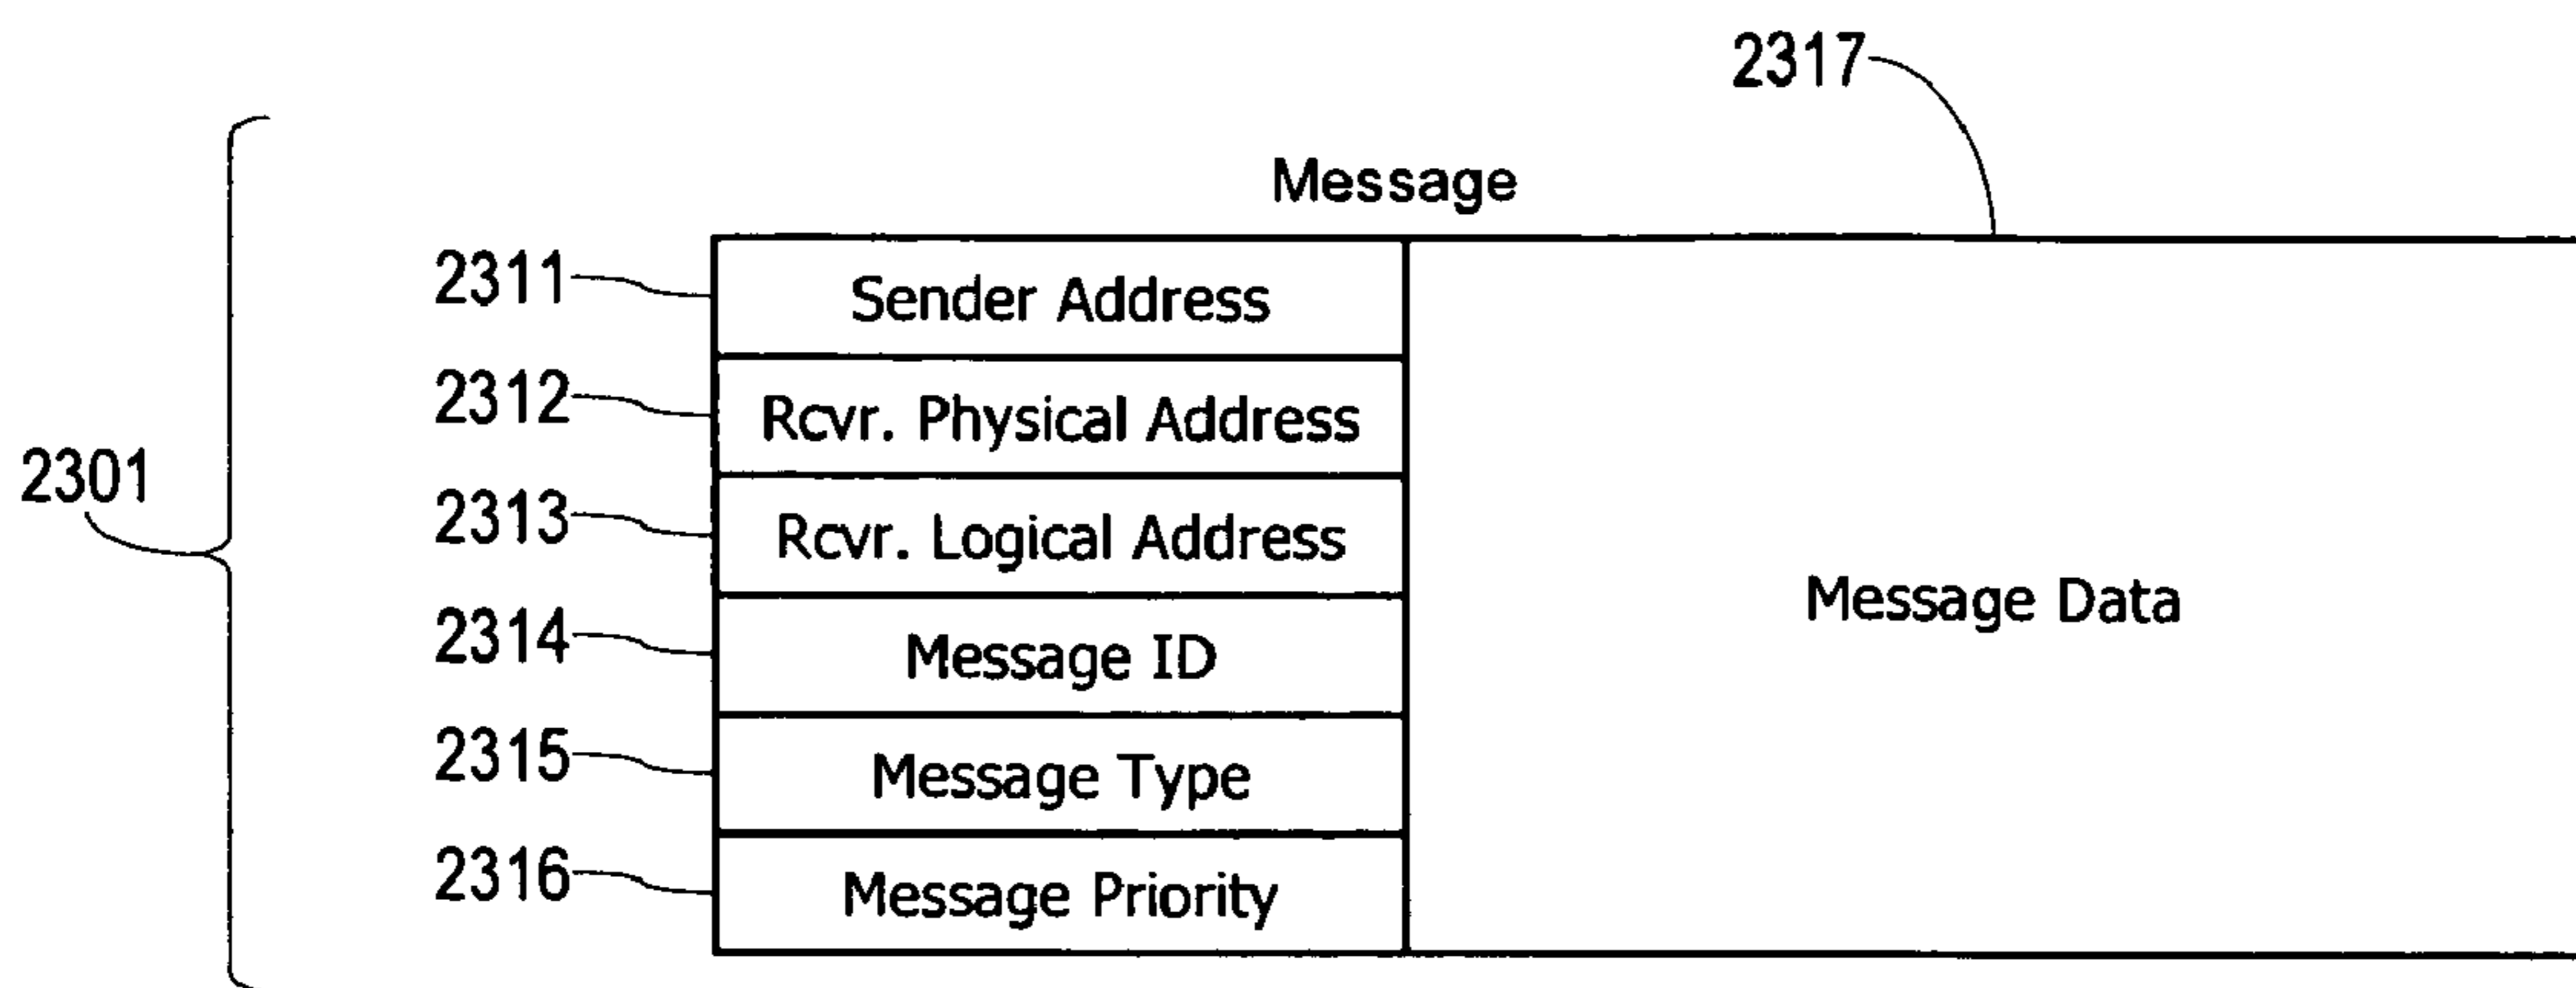 2317
Message
2311 Sender Address
2312 Rcvr. Physical Address
2301
2313 Rcvr. Logical Address
Message Data
2314 Message ID
2315 Message Type
2316 Message Priority